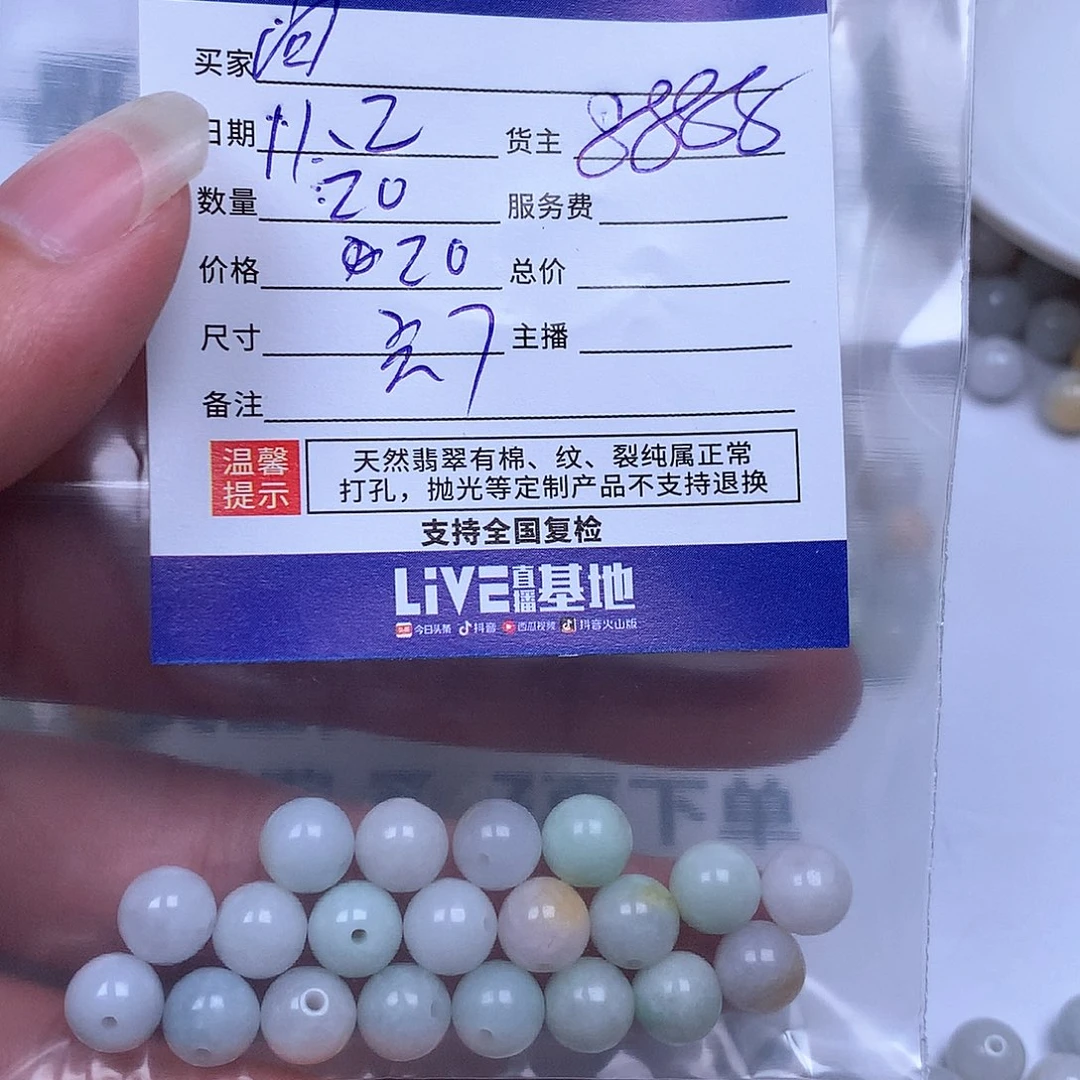 买家
日期 11、2 货主 8888
数量 :20 服务费
价格 20 总价
尺寸 7 主播
备注
温馨提示
天然翡翠有棉、纹、裂纯属正常
打孔，抛光等定制产品不支持退换
支持全国复检
LiVE直播基地
今日头条 抖音 西瓜视频 抖音火山版
下单